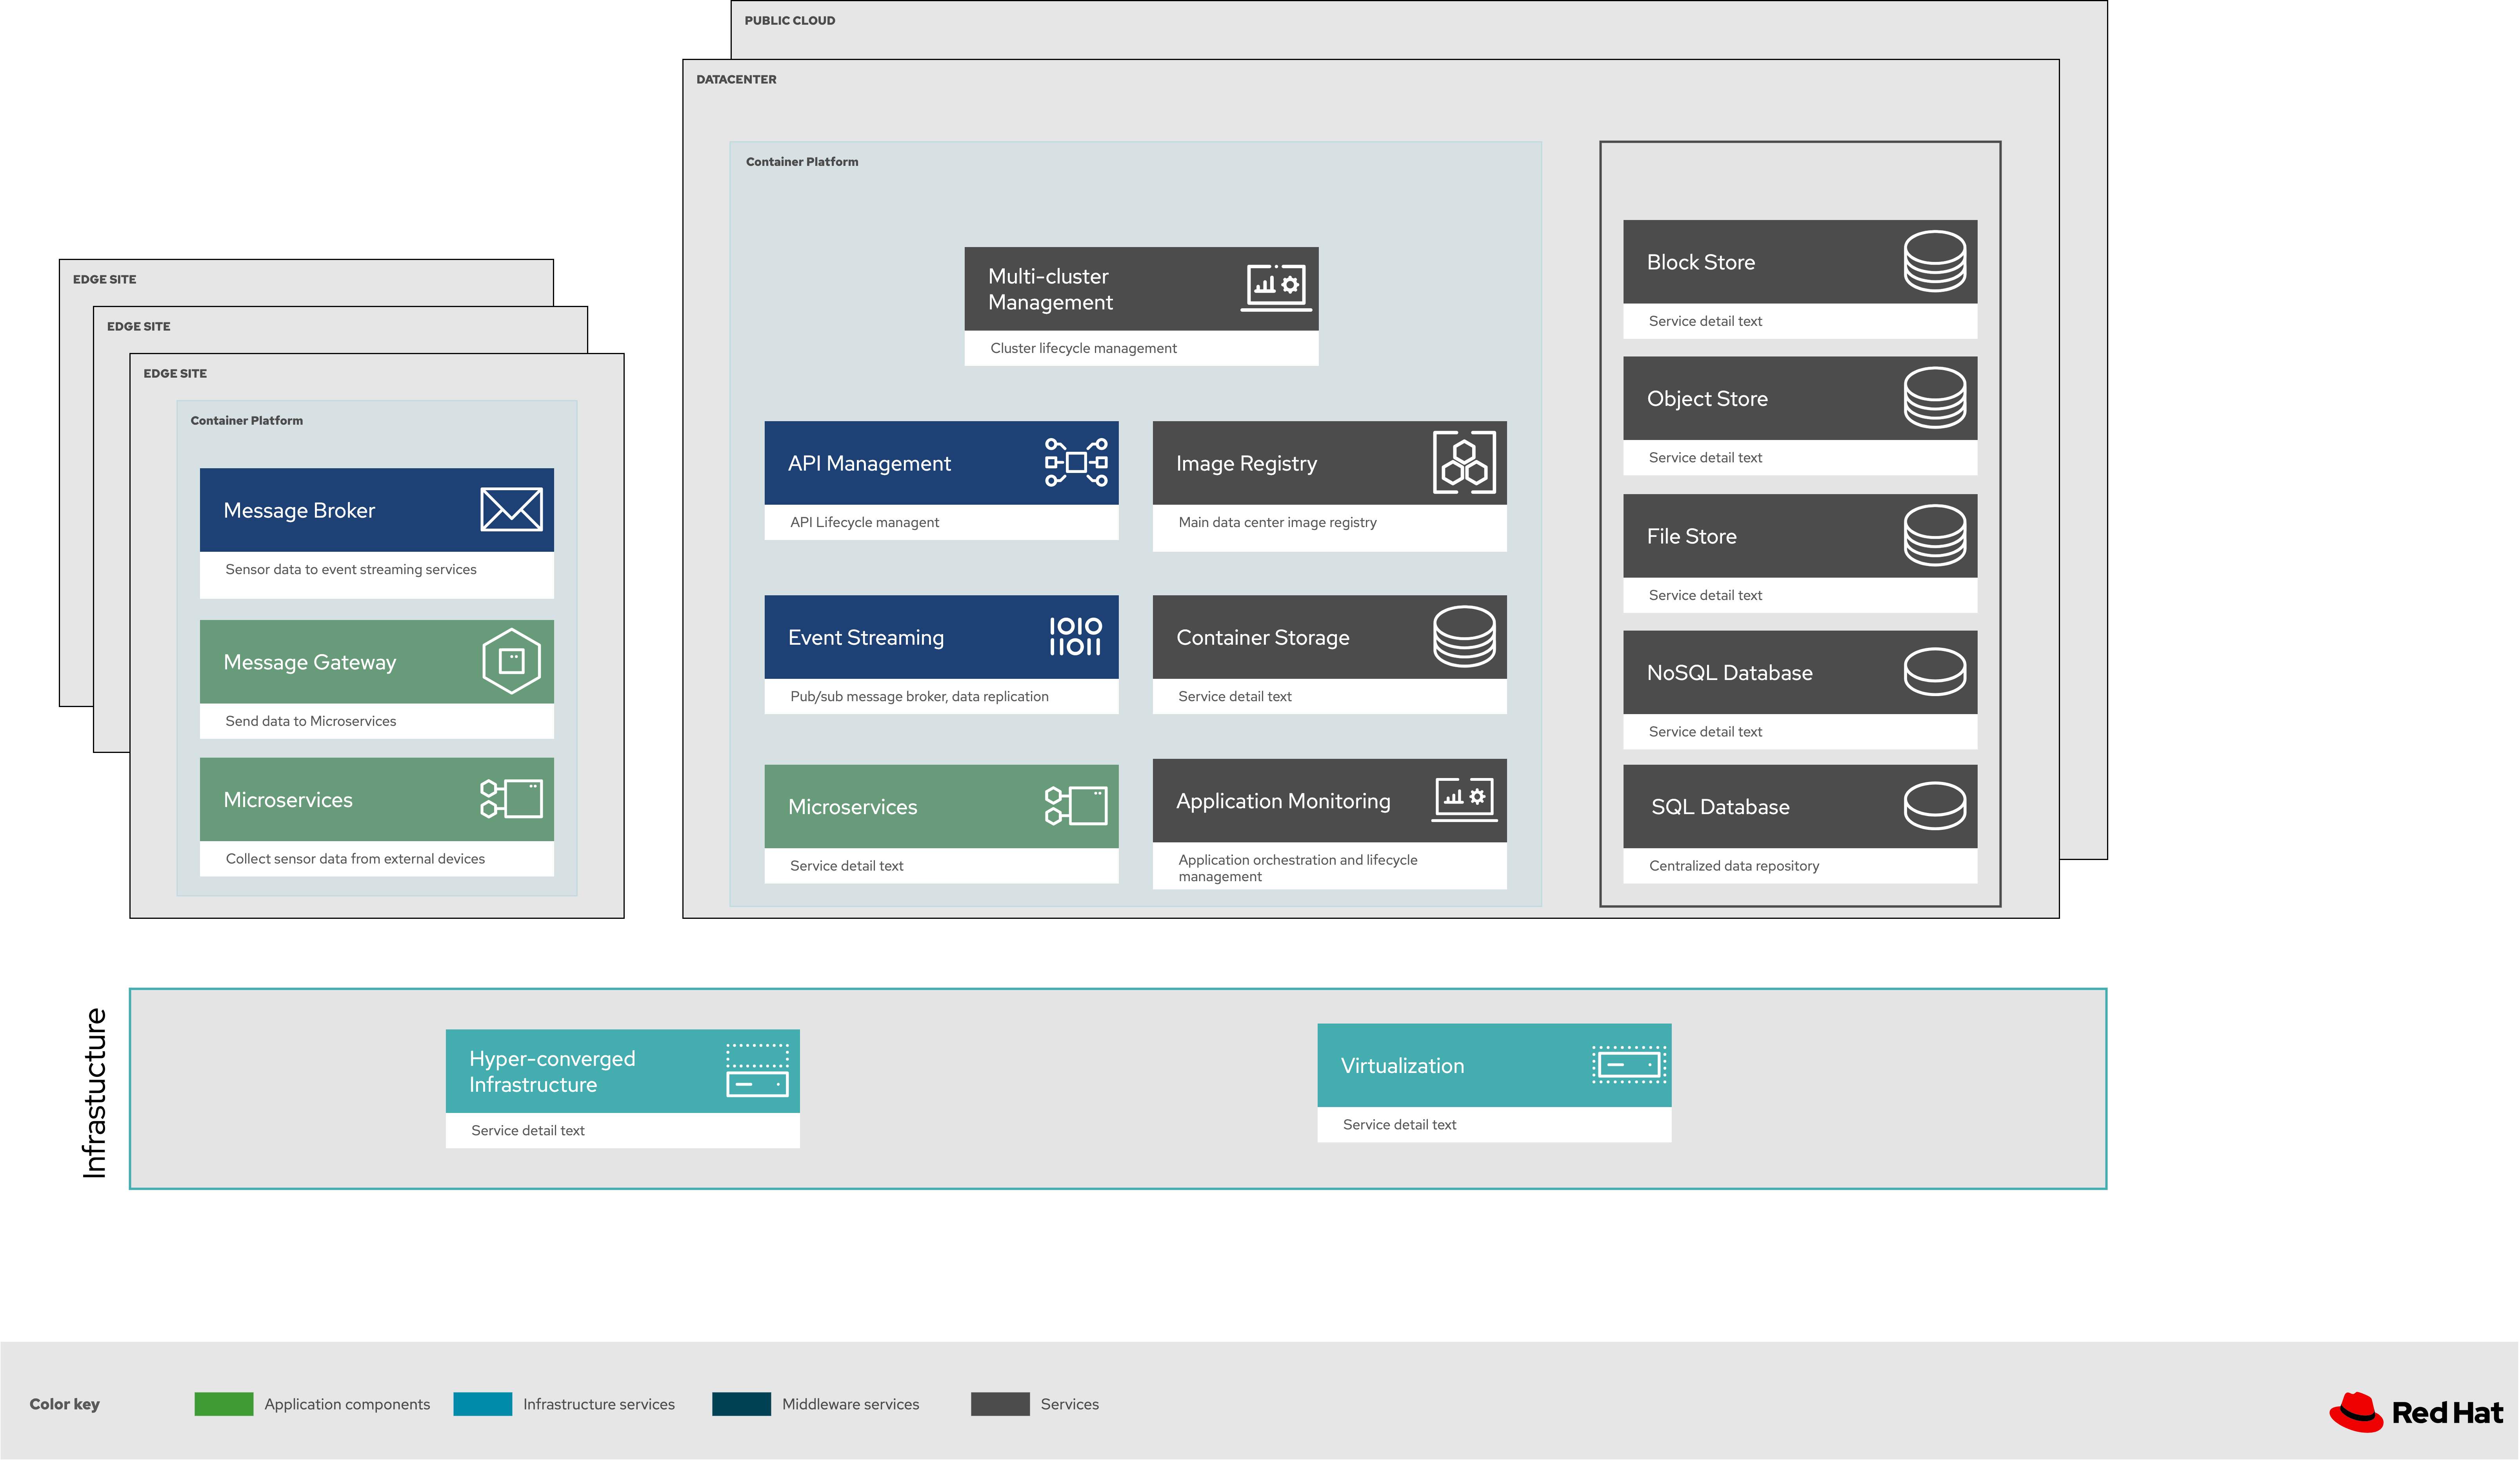 PUBLIC CLOUD
DATACENTER
Container Platform
Multi-cluster
Management
Cluster lifecycle management
API Management
API Lifecycle managent
Image Registry
Main data center image registry
Event Streaming
Pub/sub message broker, data replication
Container Storage
Service detail text
Microservices
Service detail text
Application Monitoring
Application orchestration and lifecycle
management
Block Store
Service detail text
Object Store
Service detail text
File Store
Service detail text
NoSQL Database
Service detail text
SQL Database
Centralized data repository
EDGE SITE
EDGE SITE
EDGE SITE
Container Platform
Message Broker
Sensor data to event streaming services
Message Gateway
Send data to Microservices
Microservices
Collect sensor data from external devices
Infrastucture
Hyper-converged
Infrastructure
Service detail text
Virtualization
Service detail text
Color key
Application components
Infrastructure services
Middleware services
Services
Red Hat